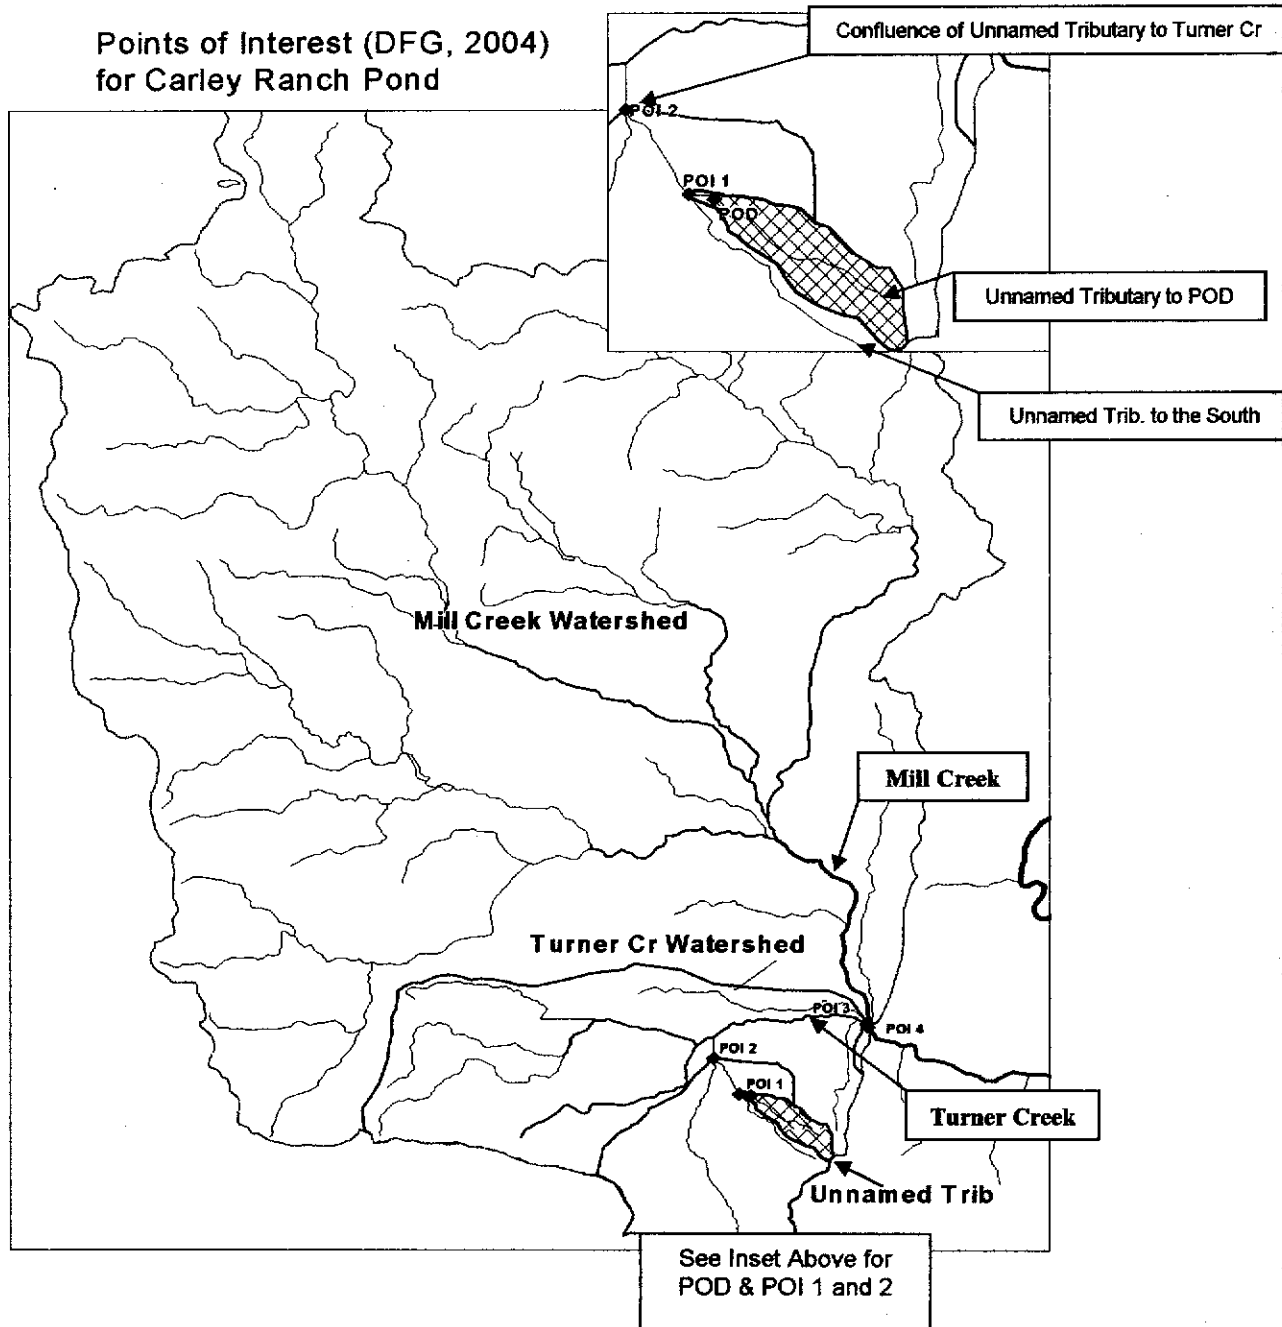 Points of Interest (DFG, 2004)
for Carley Ranch Pond
Confluence of Unnamed Tributary to Turner Cr
POI 2
POI 1
POD
Unnamed Tributary to POD
Unnamed Trib. to the South
Mill Creek Watershed
Mill Creek
Turner Cr Watershed
POI 3
POI 4
POI 2
POI 1
Turner Creek
Unnamed Trib
See Inset Above for
POD & POI 1 and 2